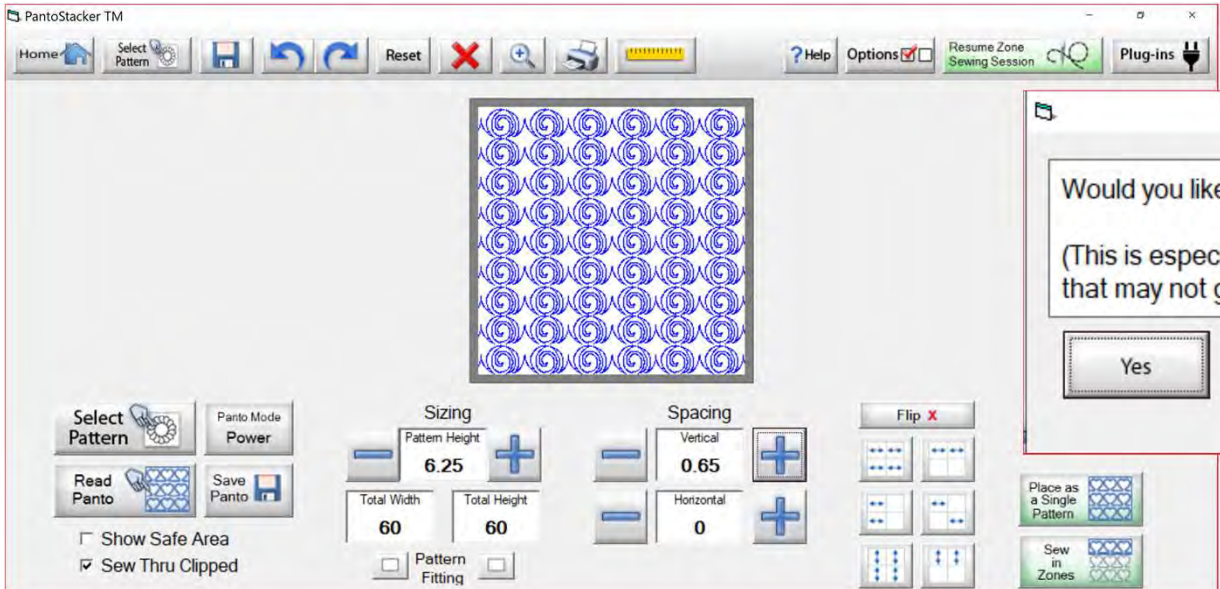 PantoStacker TM
Home
Select
Pattern
Reset
? Help
Options
Resume Zone
Sewing Session
Plug-ins
Would you like
(This is espec
that may not g
Yes
Select
Pattern
Panto Mode
Power
Read
Panto
Save
Panto
Show Safe Area
Sew Thru Clipped
Sizing
Pattern Height
6.25
Total Width
60
Total Height
60
Pattern
Fitting
Spacing
Vertical
0.65
Horizontal
0
Flip X
Place as
a Single
Pattern
Sew
in
Zones